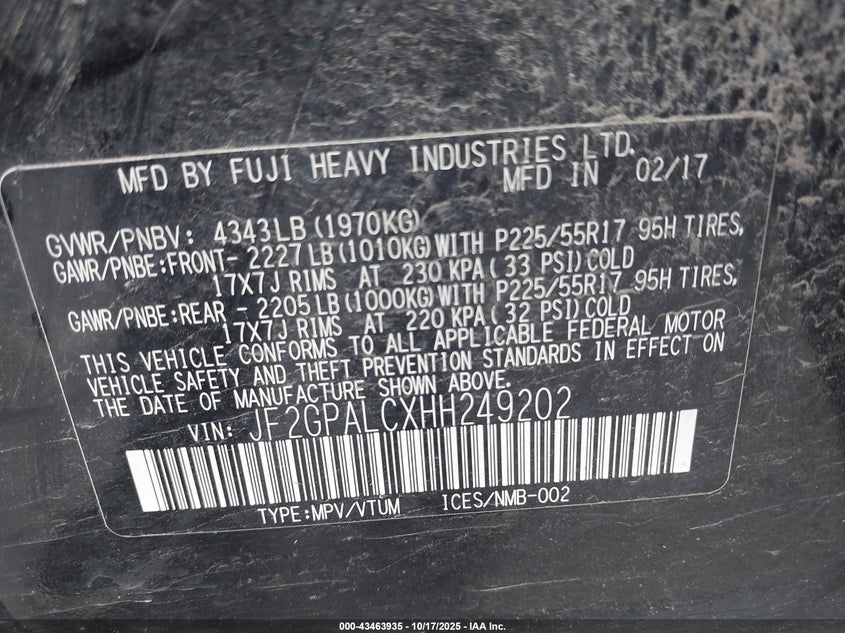 MFD BY FUJI HEAVY INDUSTRIES LTD.
MFD IN 02/17
GVWR/PNBV: 4343LB(1970KG)
GAWR/PNBE:FRONT- 2227LB(1010KG)WITH P225/55R17 95H TIRES,
17X7J RIMS AT 230 KPA( 33 PSI)COLD
GAWR/PNBE:REAR - 2205LB(1000KG)WITH P225/55R17 95H TIRES,
17X7J RIMS AT 220 KPA( 32 PSI)COLD
THIS VEHICLE CONFORMS TO ALL APPLICABLE FEDERAL MOTOR
VEHICLE SAFETY AND THEFT PREVENTION STANDARDS IN EFFECT ON
THE DATE OF MANUFACTURE SHOWN ABOVE.
VIN: JF2GPALCXHH249202
TYPE:MPV/VTUM ICES/NMB-002
000-43463935 - 10/17/2025 - IAA Inc.